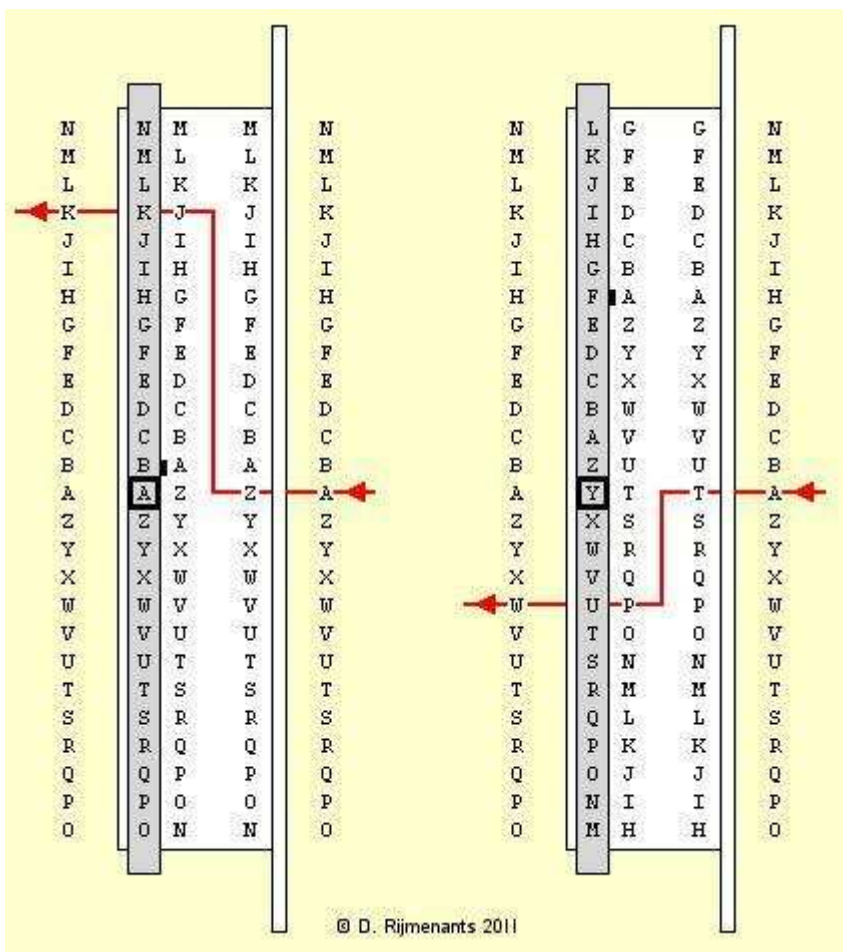 N N M M N N L G G N
M M L L M M K F F M
L L K K L L J E E L
K K J J K K I D D K
J J I I J J H C C J
I I H H I I G B B I
H H G G H H F A A H
G G F F G G E Z Z G
F F E E F F D Y Y F
E E D D E E C X X E
D D C C D D B W W D
C C B B C C A V V C
B B A A B B Z U U B
A A Z Z A A Y T T A
Z Z Y Y Z Z X S S Z
Y Y X X Y Y W R R Y
X X W W X X V Q Q X
W W V V W W U P P W
V V U U V V T O O V
U U T T U U S N N U
T T S S T T R M M T
S S R R S S Q L L S
R R Q Q R R P K K R
Q Q P P Q Q O J J Q
P P O O P P N I I P
O O N N O O M H H O
© D. Rijmenants 2011